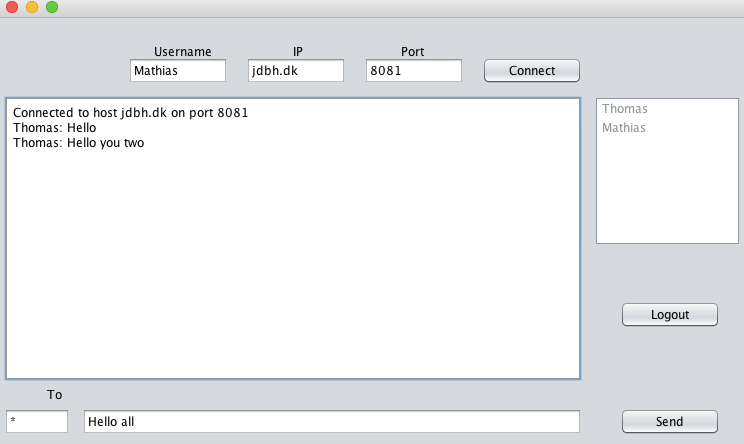 Username IP Port
Mathias jdbh.dk 8081 Connect
Connected to host jdbh.dk on port 8081
Thomas: Hello
Thomas: Hello you two
Thomas
Mathias
Logout
To
* Hello all Send